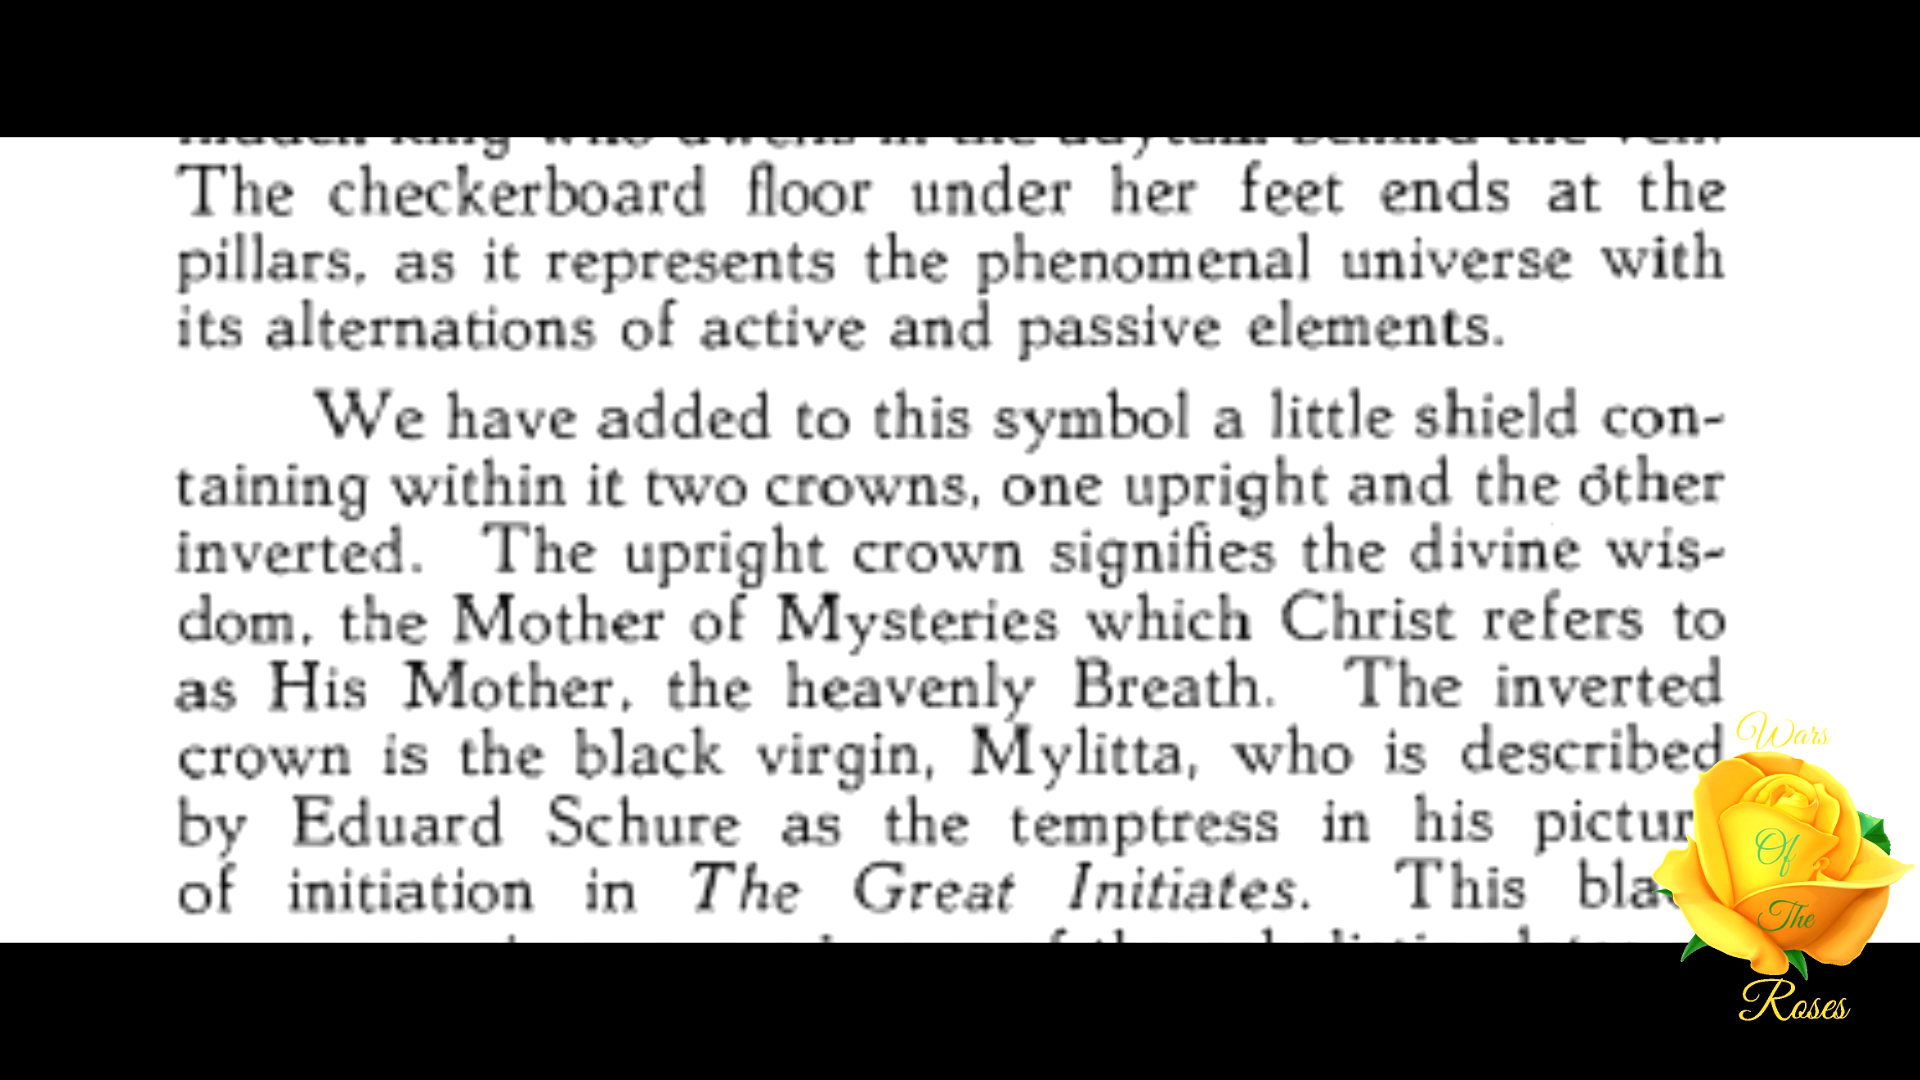 The checkerboard floor under her feet ends at the
pillars, as it represents the phenomenal universe with
its alternations of active and passive elements.
We have added to this symbol a little shield con-
taining within it two crowns, one upright and the other
inverted. The upright crown signifies the divine wis-
dom, the Mother of Mysteries which Christ refers to
as His Mother, the heavenly Breath. The inverted
crown is the black virgin, Mylitta, who is described
by Eduard Schure as the temptress in his
of initiation in The Great Initiates. This
Wars
Of
The
Roses